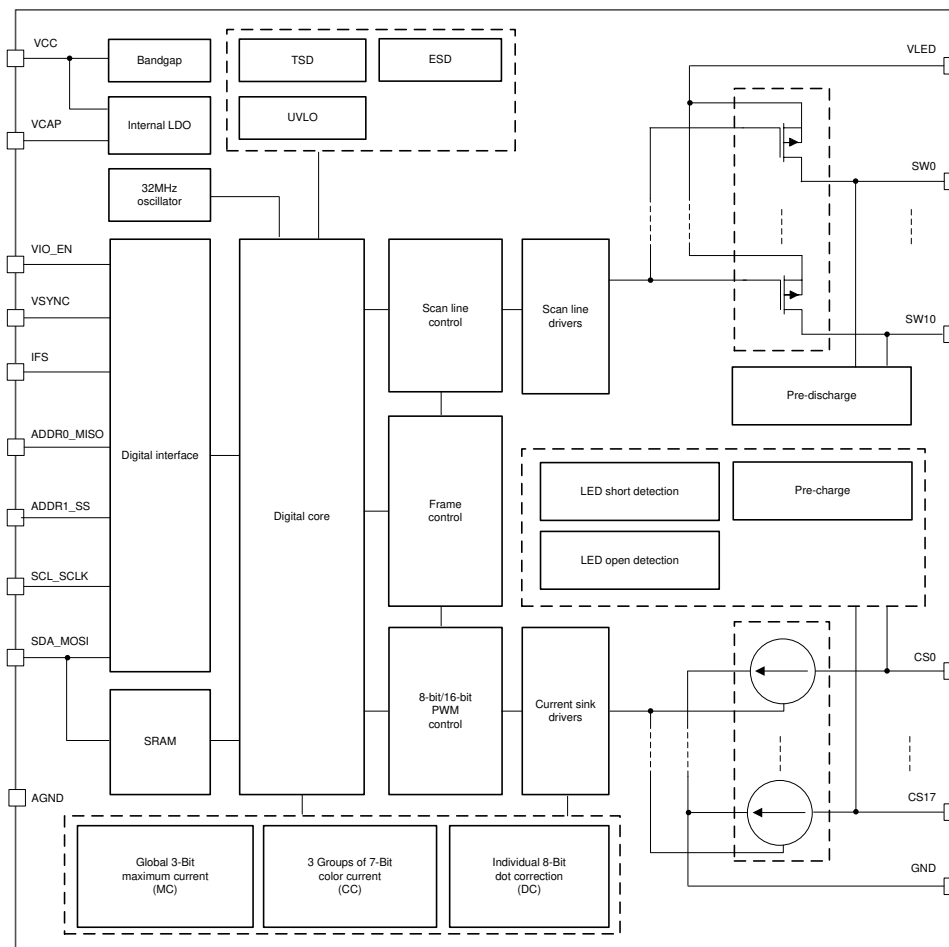 VCC
Bandgap
TSD
ESD
VLED
UVLO
VCAP
Internal LDO
SW0
32MHz
oscillator
VIO_EN
VSYNC
Scan line
control
Scan line
drivers
SW10
IFS
Pre-discharge
ADDR0_MISO
Digital interface
LED short detection
Pre-charge
ADDR1_SS
Digital core
Frame
control
LED open detection
SCL_SCLK
SDA_MOSI
CS0
8-bit/16-bit
PWM
control
Current sink
drivers
SRAM
AGND
CS17
Global 3-Bit
maximum current
(MC)
3 Groups of 7-Bit
color current
(CC)
Individual 8-Bit
dot correction
(DC)
GND